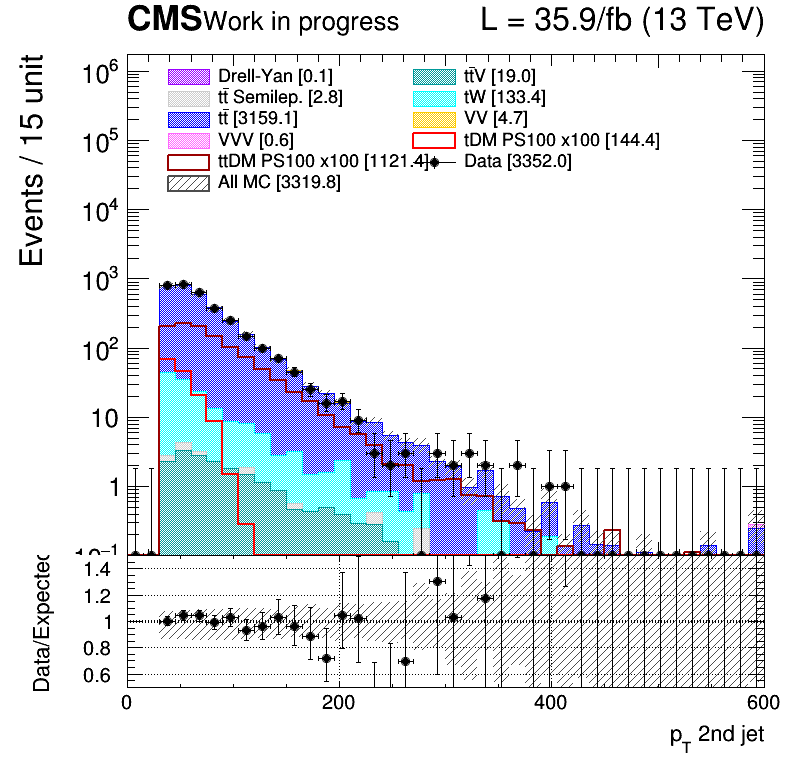 CMS Work in progress L = 35.9/fb (13 TeV)
Events / 15 unit
10⁶
10⁵
10⁴
10³
10²
10
1
10⁻¹
Drell-Yan [0.1] tt̄V [19.0]
tt̄ Semilep. [2.8] tW [133.4]
tt̄ [3159.1] VV [4.7]
VVV [0.6] tDM PS100 x100 [144.4]
ttDM PS100 x100 [1121.4] Data [3352.0]
All MC [3319.8]
Data/Expected
1.4
1.2
1
0.8
0.6
0 200 400 600
p_T 2nd jet